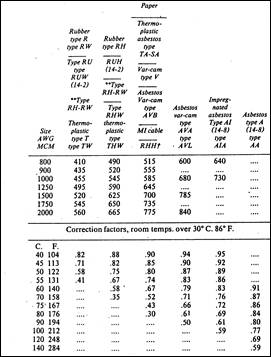 Paper
Rubber type R type RW
Type RU type RUW (14-2)
**Type RH-RW
Thermoplastic type T type TW
Rubber type RH
RUH (14-2)
**Type RH-RW
Type RHW
thermoplastic type THW
Thermoplastic asbestos type TA-SA
Var-cam type V
Asbestos Var-cam type AVB
MI cable
RHH†
Asbestos var-cam type AVA type AVL
Impregnated asbestos Type AI (14-8) type AIA
Asbestos type A (14-8) type AA
Size AWG MCM
800 410 490 515 600 640 ....
900 435 520 555 .... .... ....
1000 455 545 585 680 730 ....
1250 495 590 645 .... .... ....
1500 520 625 700 785 .... ....
1750 545 650 735 .... .... ....
2000 560 665 775 840 .... ....
Correction factors, room temps. over 30° C. 86° F.
C. F.
40 104 .82 .88 .90 .94 .95 ....
45 113 .71 .82 .85 .90 .92 ....
50 122 .58 .75 .80 .87 .89 ....
55 131 .41 .67 .74 .83 .86 ....
60 140 .... .58 .67 .79 .83 .91
70 158 .... .35 .52 .71 .76 .87
75 167 .... .... .43 .66 .72 .86
80 176 .... .... .30 .61 .69 .84
90 194 .... .... .... .50 .61 .80
100 212 .... .... .... .... .59 .77
120 248 .... .... .... .... .... .69
140 284 .... .... .... .... .... .59